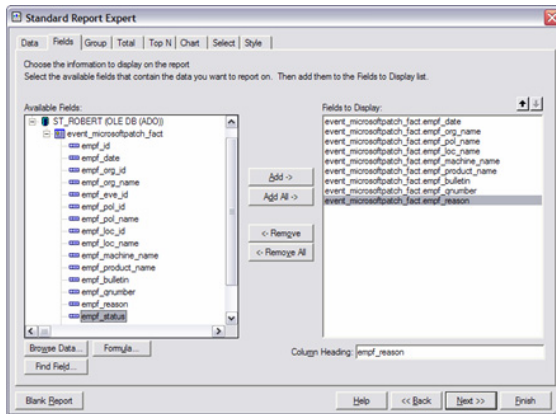 Standard Report Expert
Data Fields Group Total Top N Chart Select Style
Choose the information to display on the report
Select the available fields that contain the data you want to report on. Then add them to the Fields to Display list.
Available Fields:
ST_ROBERT (OLE DB (ADO))
event_microsoftpatch_fact
empf_id
empf_date
empf_org_id
empf_org_name
empf_eve_id
empf_pol_id
empf_pol_name
empf_loc_id
empf_loc_name
empf_machine_name
empf_product_name
empf_bulletin
empf_qnumber
empf_reason
empf_status
Browse Data...
Formula...
Find Field...
Add ->
Add All ->
<- Remove
<- Remove All
Fields to Display:
event_microsoftpatch_fact.empf_date
event_microsoftpatch_fact.empf_org_name
event_microsoftpatch_fact.empf_pol_name
event_microsoftpatch_fact.empf_loc_name
event_microsoftpatch_fact.empf_machine_name
event_microsoftpatch_fact.empf_product_name
event_microsoftpatch_fact.empf_bulletin
event_microsoftpatch_fact.empf_qnumber
event_microsoftpatch_fact.empf_reason
Column Heading: empf_reason
Blank Report Help << Back Next >> Finish